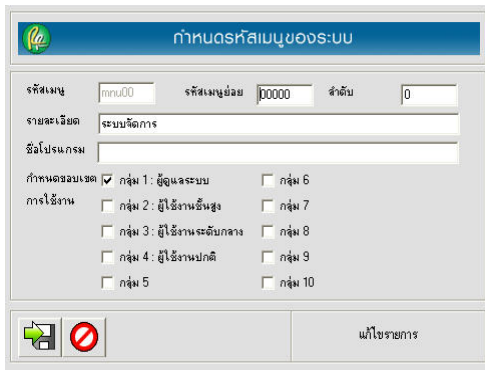 กำหนดรหัสเมนูของระบบ
รหัสเมนู mnu00 รหัสเมนูย่อย 00000 ลำดับ 0
รายละเอียด ระบบจัดการ
ชื่อโปรแกรม
กำหนดขอบเขต กลุ่ม 1 : ผู้ดูแลระบบ กลุ่ม 6
การใช้งาน กลุ่ม 2 : ผู้ใช้งานชั้นสูง กลุ่ม 7
กลุ่ม 3 : ผู้ใช้งานระดับกลาง กลุ่ม 8
กลุ่ม 4 : ผู้ใช้งานปกติ กลุ่ม 9
กลุ่ม 5 กลุ่ม 10
แก้ไขรายการ